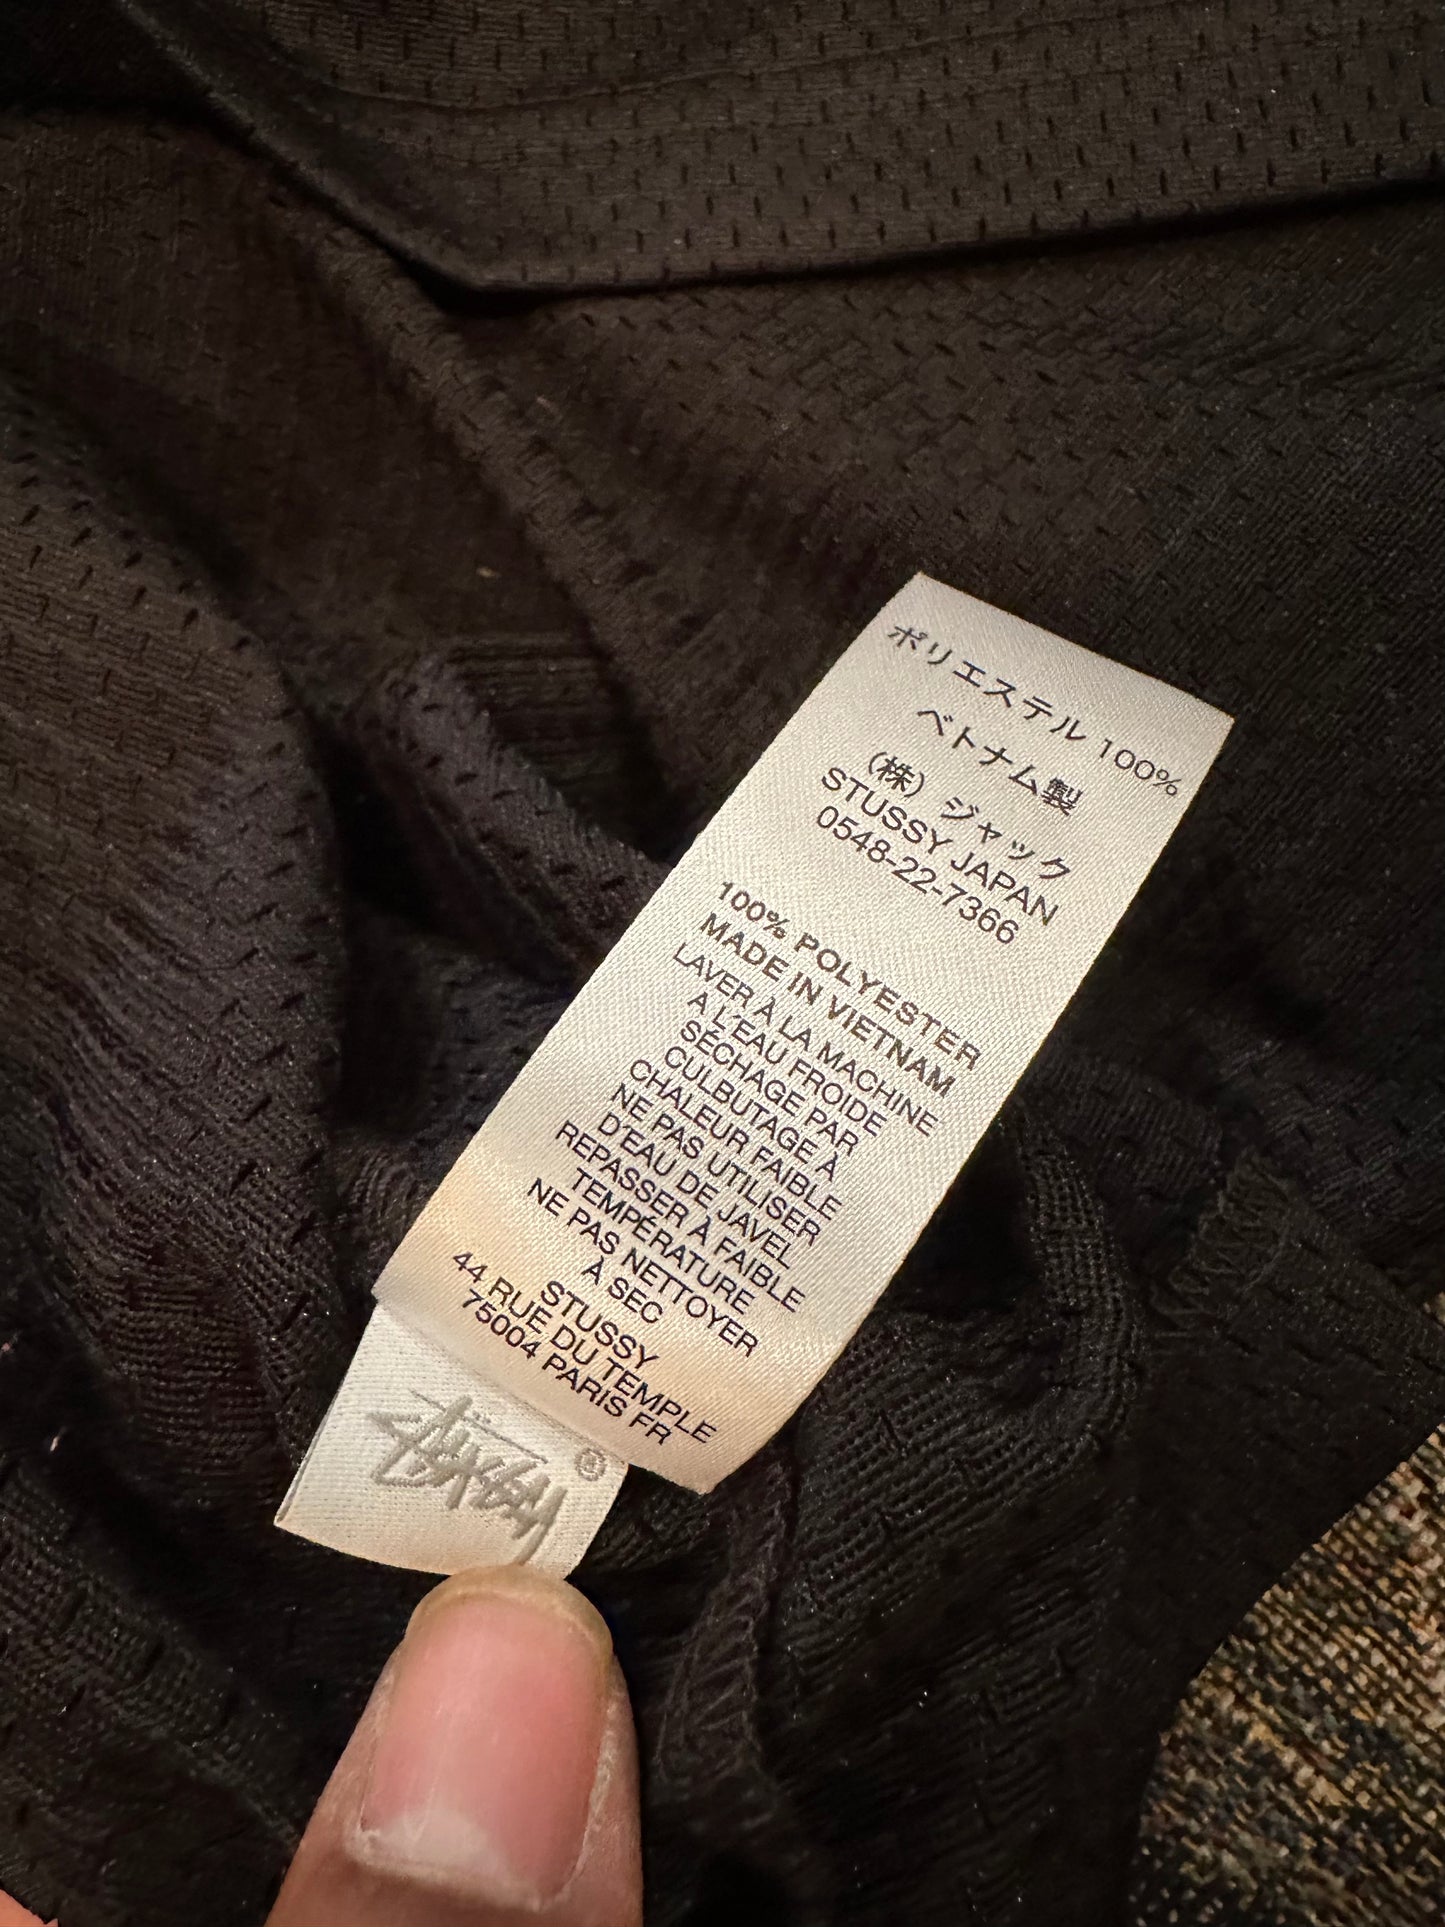 ポリエステル 100%
ベトナム製
(株) ジャック
STUSSY JAPAN
0548-22-7366
100% POLYESTER
MADE IN VIETNAM
LAVER À LA MACHINE
A L'EAU FROIDE
SÉCHAGE PAR
CULBUTAGE À
CHALEUR FAIBLE
NE PAS UTILISER
D'EAU DE JAVEL
REPASSER À FAIBLE
TEMPÉRATURE
NE PAS NETTOYER
À SEC
STUSSY
44 RUE DU TEMPLE
75004 PARIS FR
Stüssy ®